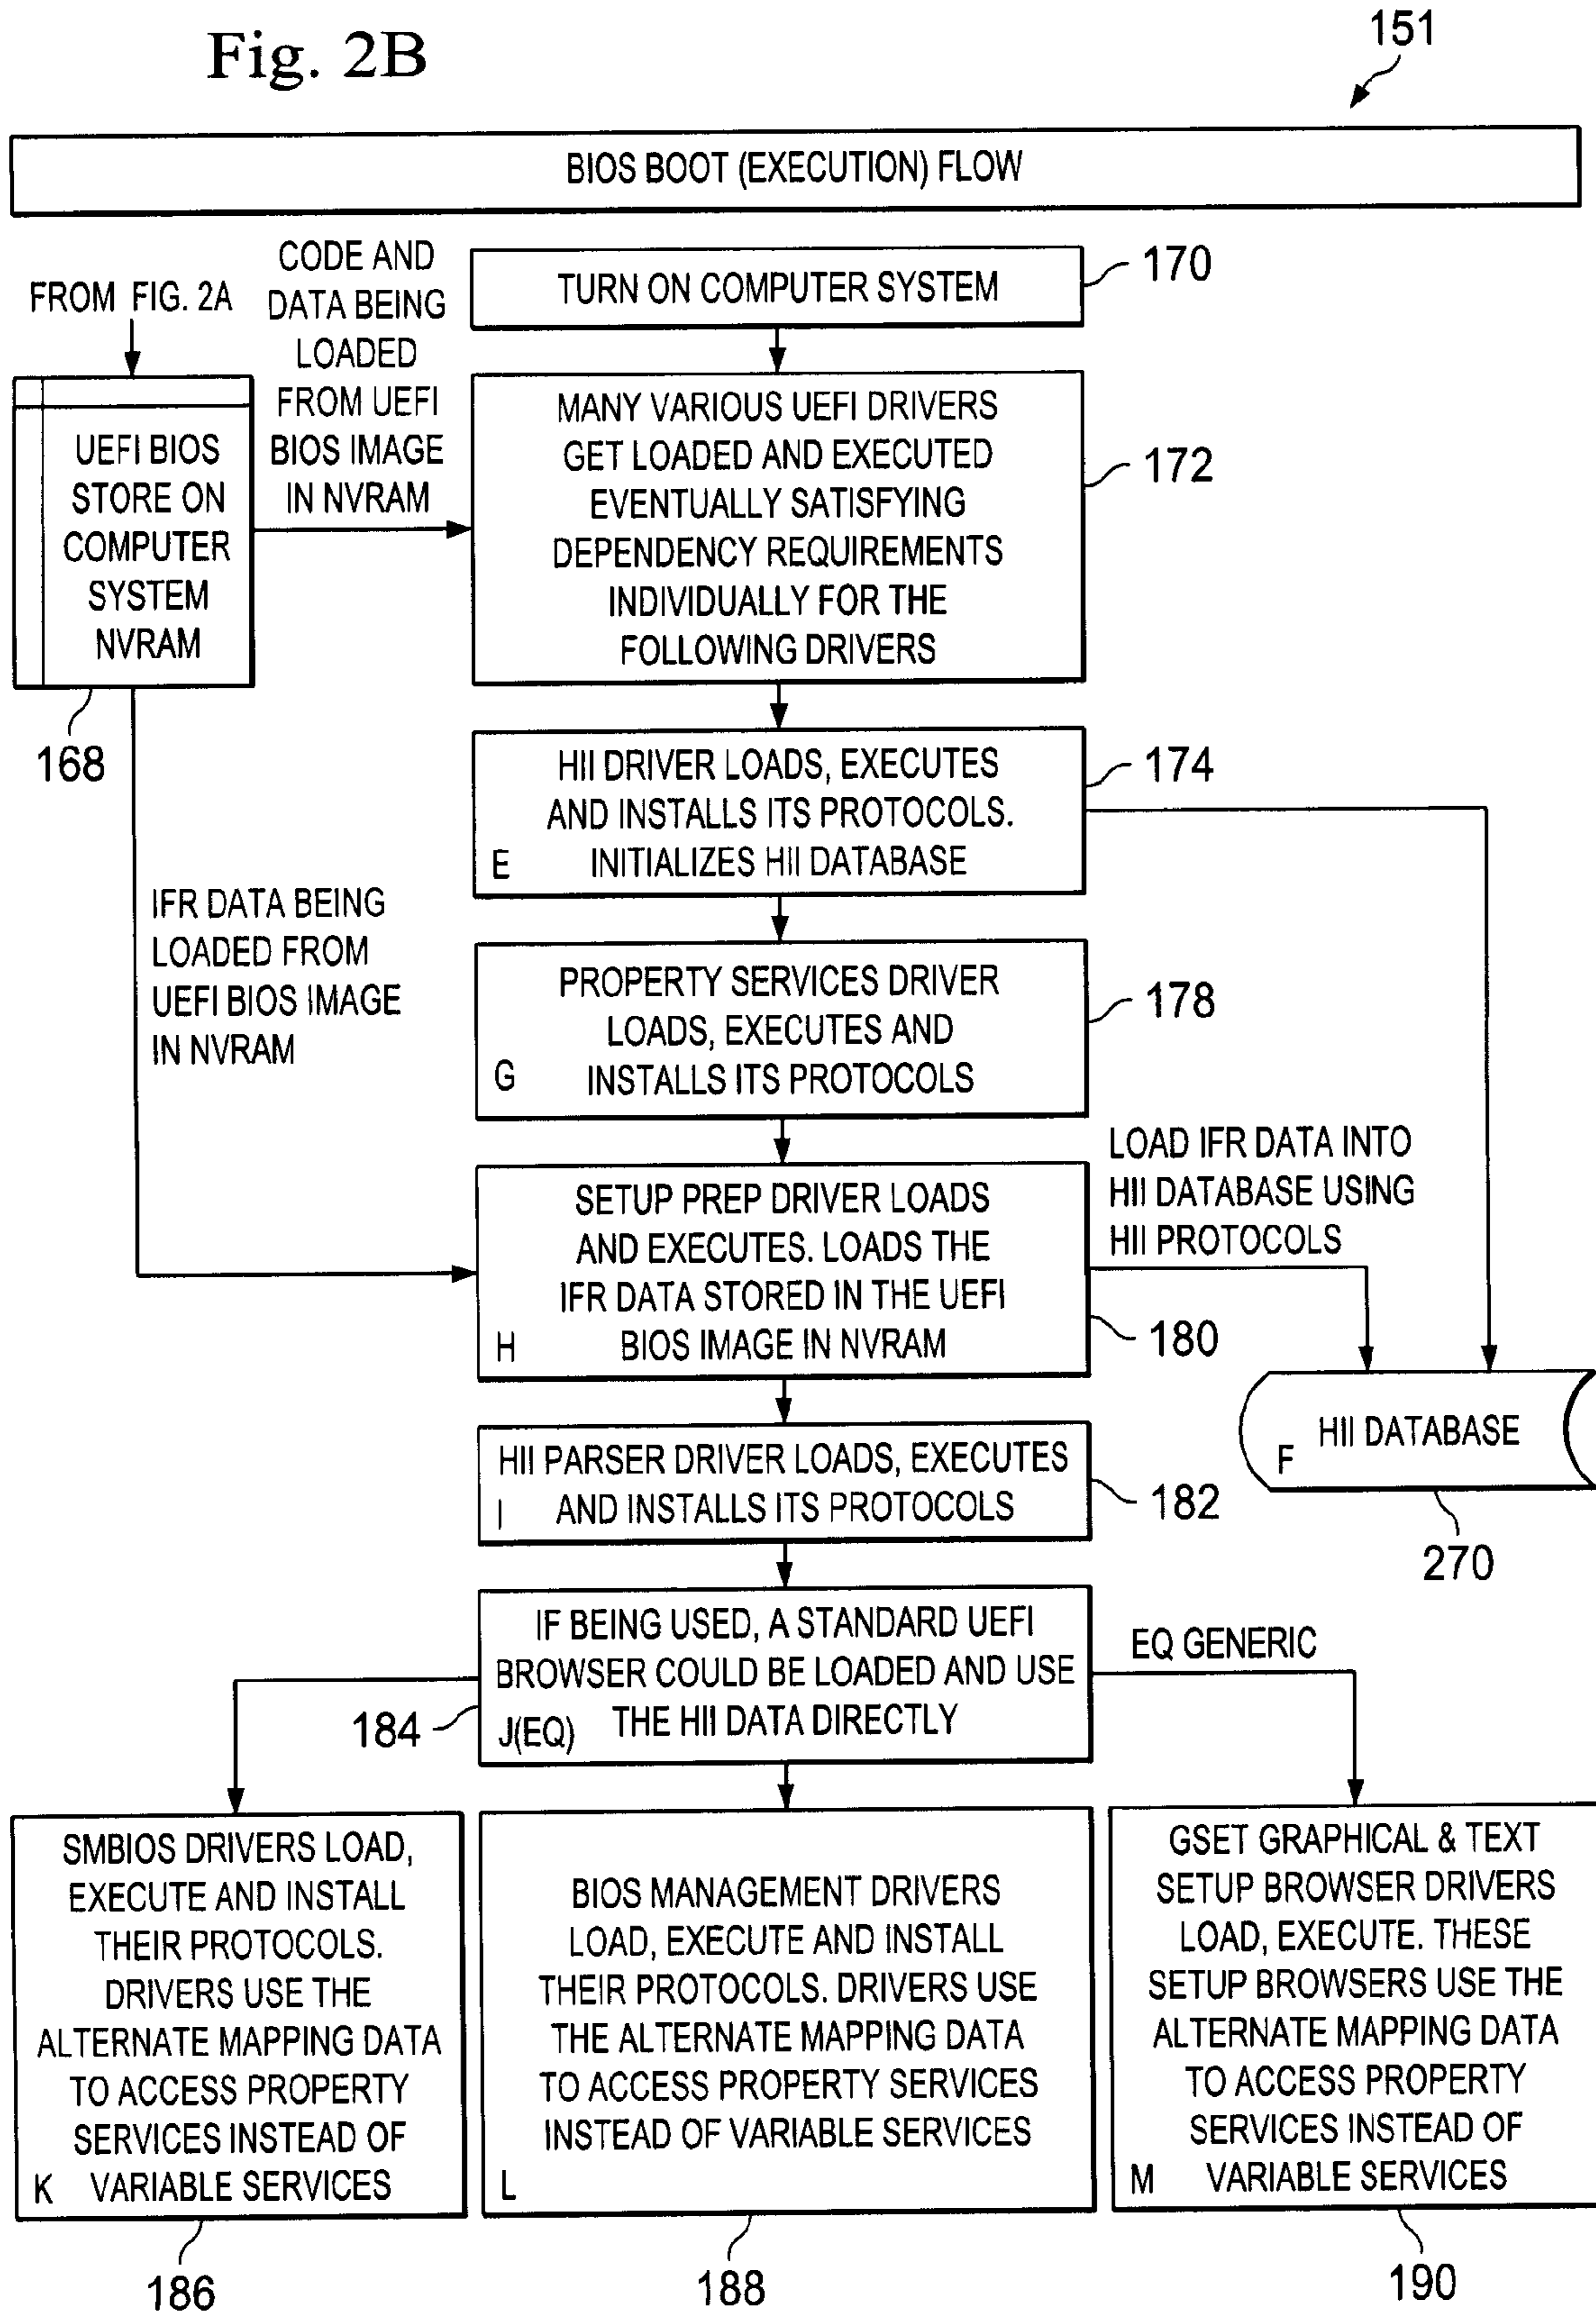 Fig. 2B
151
BIOS BOOT (EXECUTION) FLOW
FROM FIG. 2A
CODE AND
DATA BEING
LOADED
FROM UEFI
BIOS IMAGE
IN NVRAM
TURN ON COMPUTER SYSTEM
170
UEFI BIOS
STORE ON
COMPUTER
SYSTEM
NVRAM
168
MANY VARIOUS UEFI DRIVERS
GET LOADED AND EXECUTED
EVENTUALLY SATISFYING
DEPENDENCY REQUIREMENTS
INDIVIDUALLY FOR THE
FOLLOWING DRIVERS
172
HII DRIVER LOADS, EXECUTES
AND INSTALLS ITS PROTOCOLS.
E INITIALIZES HII DATABASE
174
IFR DATA BEING
LOADED FROM
UEFI BIOS IMAGE
IN NVRAM
PROPERTY SERVICES DRIVER
LOADS, EXECUTES AND
G INSTALLS ITS PROTOCOLS
178
SETUP PREP DRIVER LOADS
AND EXECUTES. LOADS THE
IFR DATA STORED IN THE UEFI
H BIOS IMAGE IN NVRAM
180
LOAD IFR DATA INTO
HII DATABASE USING
HII PROTOCOLS
F HII DATABASE
270
HII PARSER DRIVER LOADS, EXECUTES
I AND INSTALLS ITS PROTOCOLS
182
IF BEING USED, A STANDARD UEFI
BROWSER COULD BE LOADED AND USE
J(EQ) THE HII DATA DIRECTLY
184
EQ GENERIC
SMBIOS DRIVERS LOAD,
EXECUTE AND INSTALL
THEIR PROTOCOLS.
DRIVERS USE THE
ALTERNATE MAPPING DATA
TO ACCESS PROPERTY
SERVICES INSTEAD OF
K VARIABLE SERVICES
186
BIOS MANAGEMENT DRIVERS
LOAD, EXECUTE AND INSTALL
THEIR PROTOCOLS. DRIVERS USE
THE ALTERNATE MAPPING DATA
TO ACCESS PROPERTY SERVICES
INSTEAD OF VARIABLE SERVICES
L
188
GSET GRAPHICAL & TEXT
SETUP BROWSER DRIVERS
LOAD, EXECUTE. THESE
SETUP BROWSERS USE THE
ALTERNATE MAPPING DATA
TO ACCESS PROPERTY
SERVICES INSTEAD OF
M VARIABLE SERVICES
190